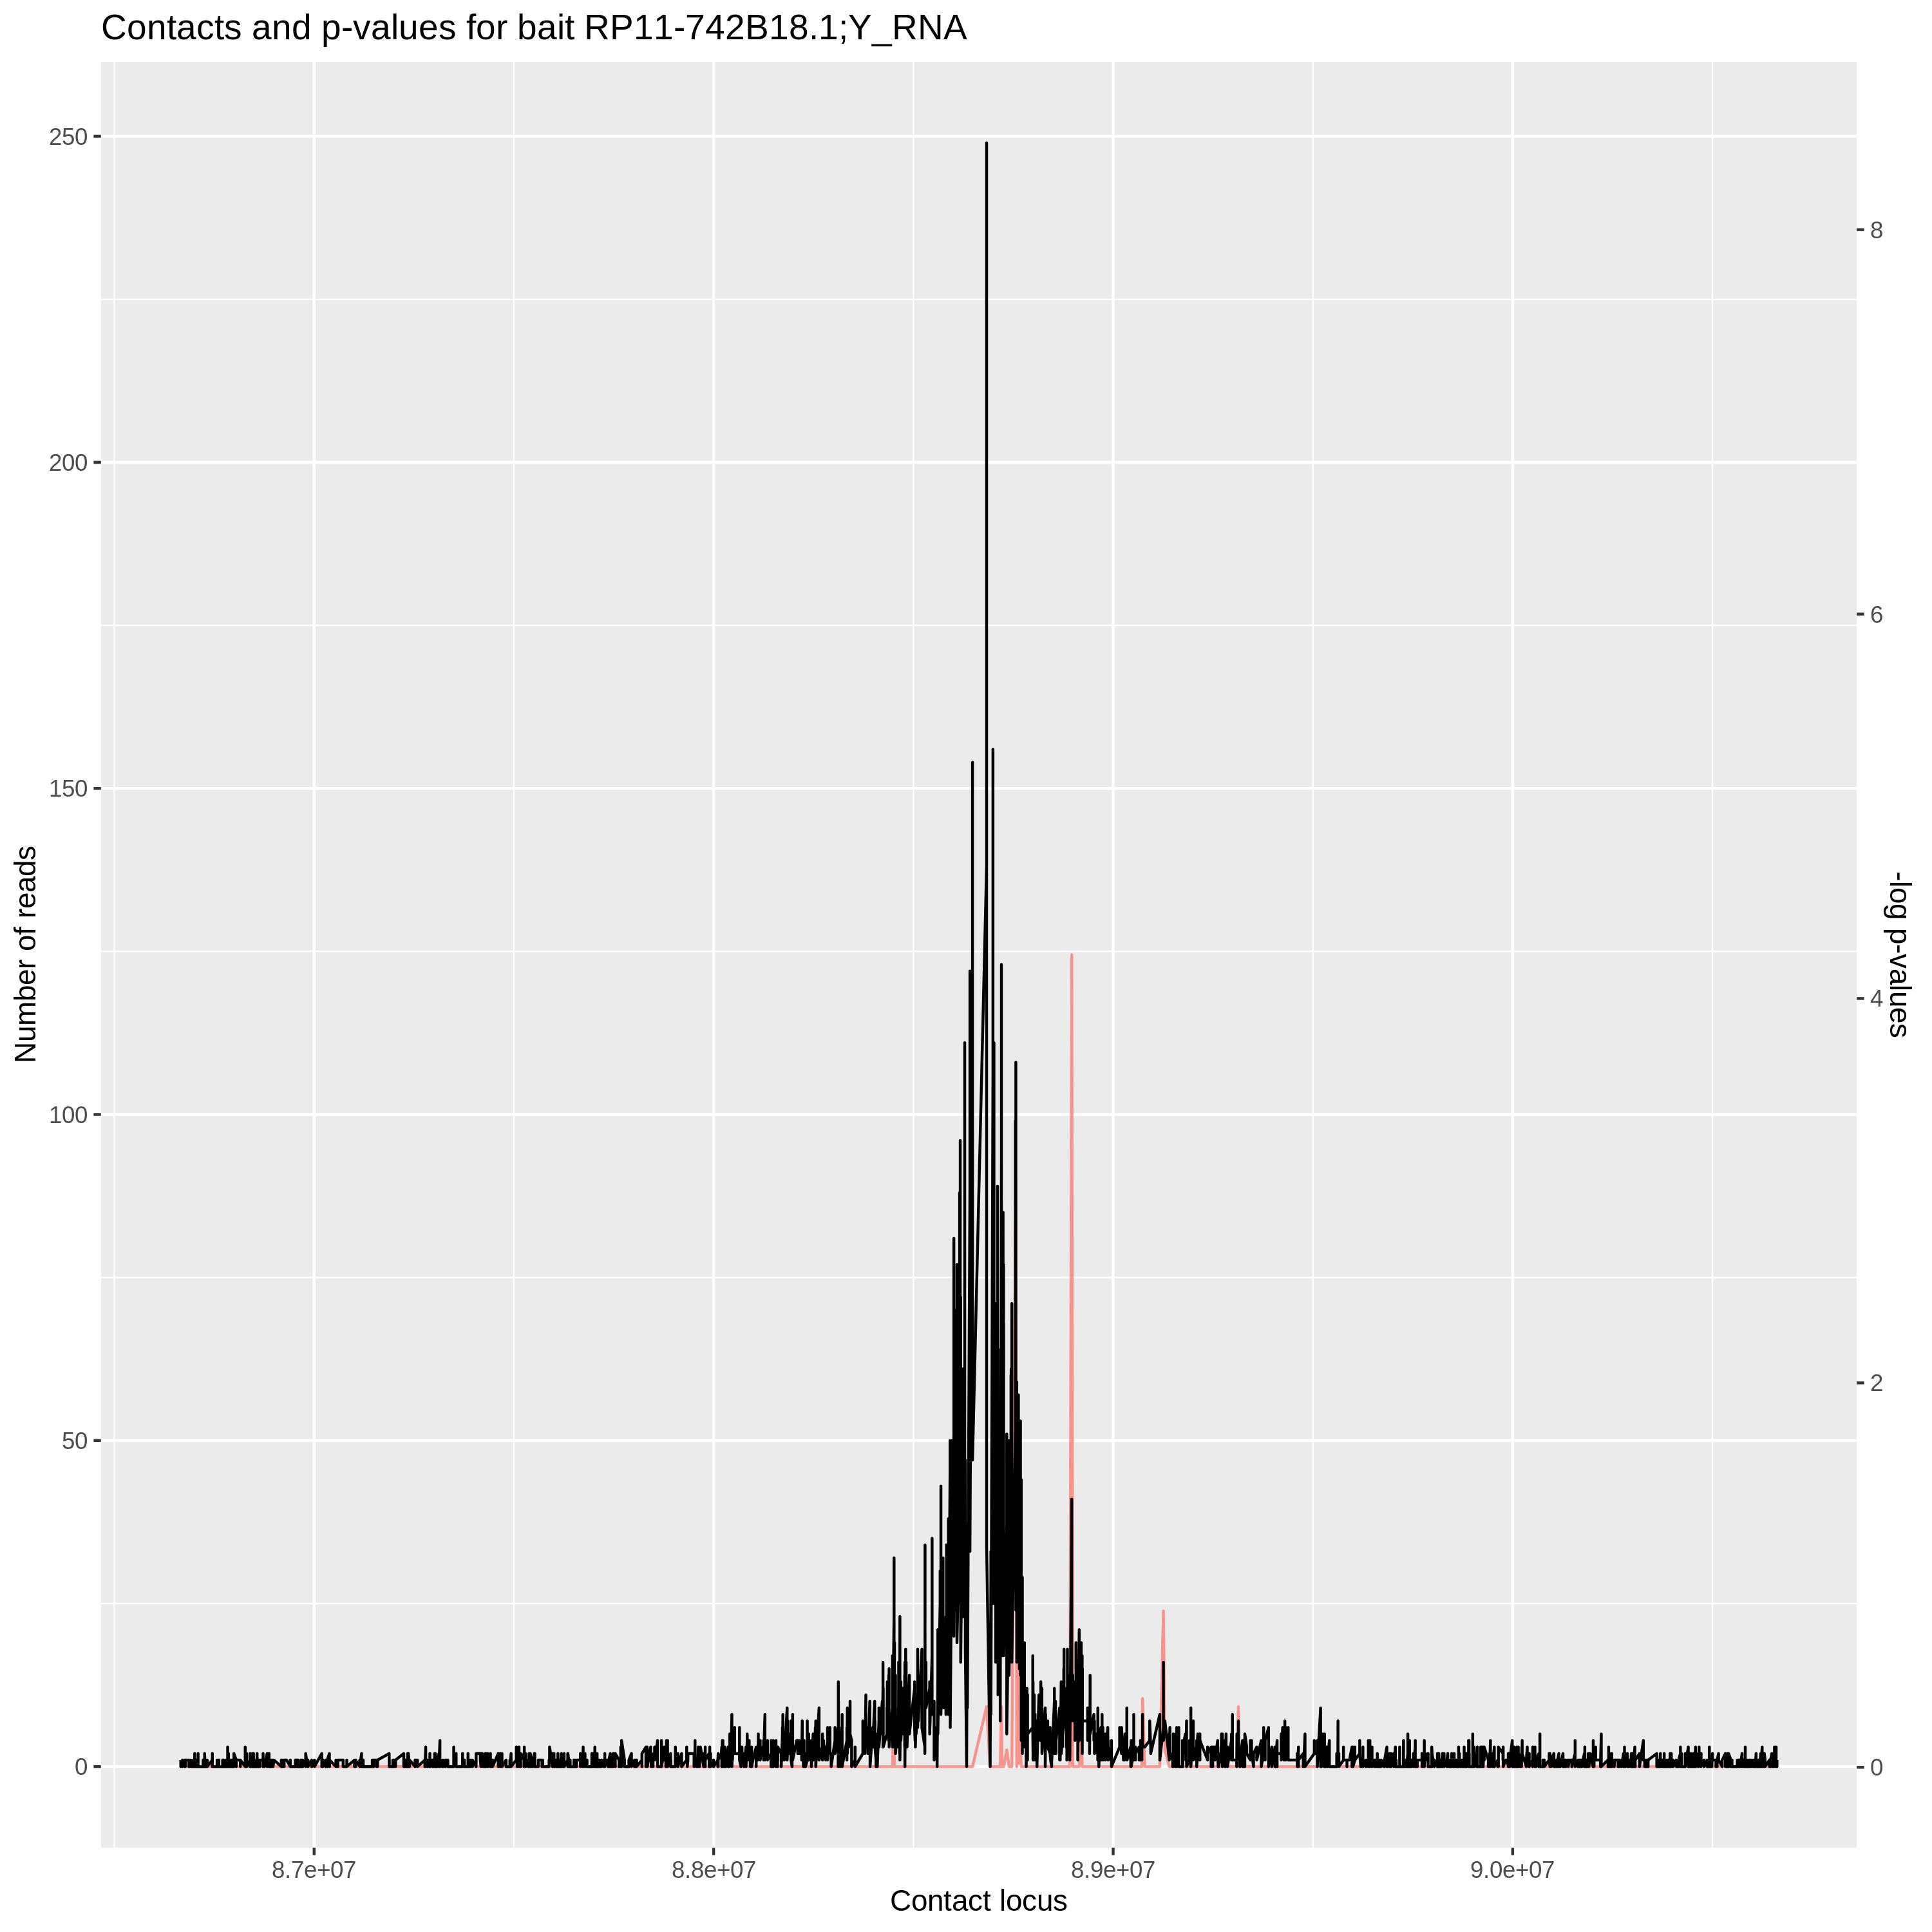 Contacts and p-values for bait RP11-742B18.1;Y_RNA
250
200
150
100
50
0
Number of reads
8
6
4
2
0
-log p-values
8.7e+07
8.8e+07
8.9e+07
9.0e+07
Contact locus